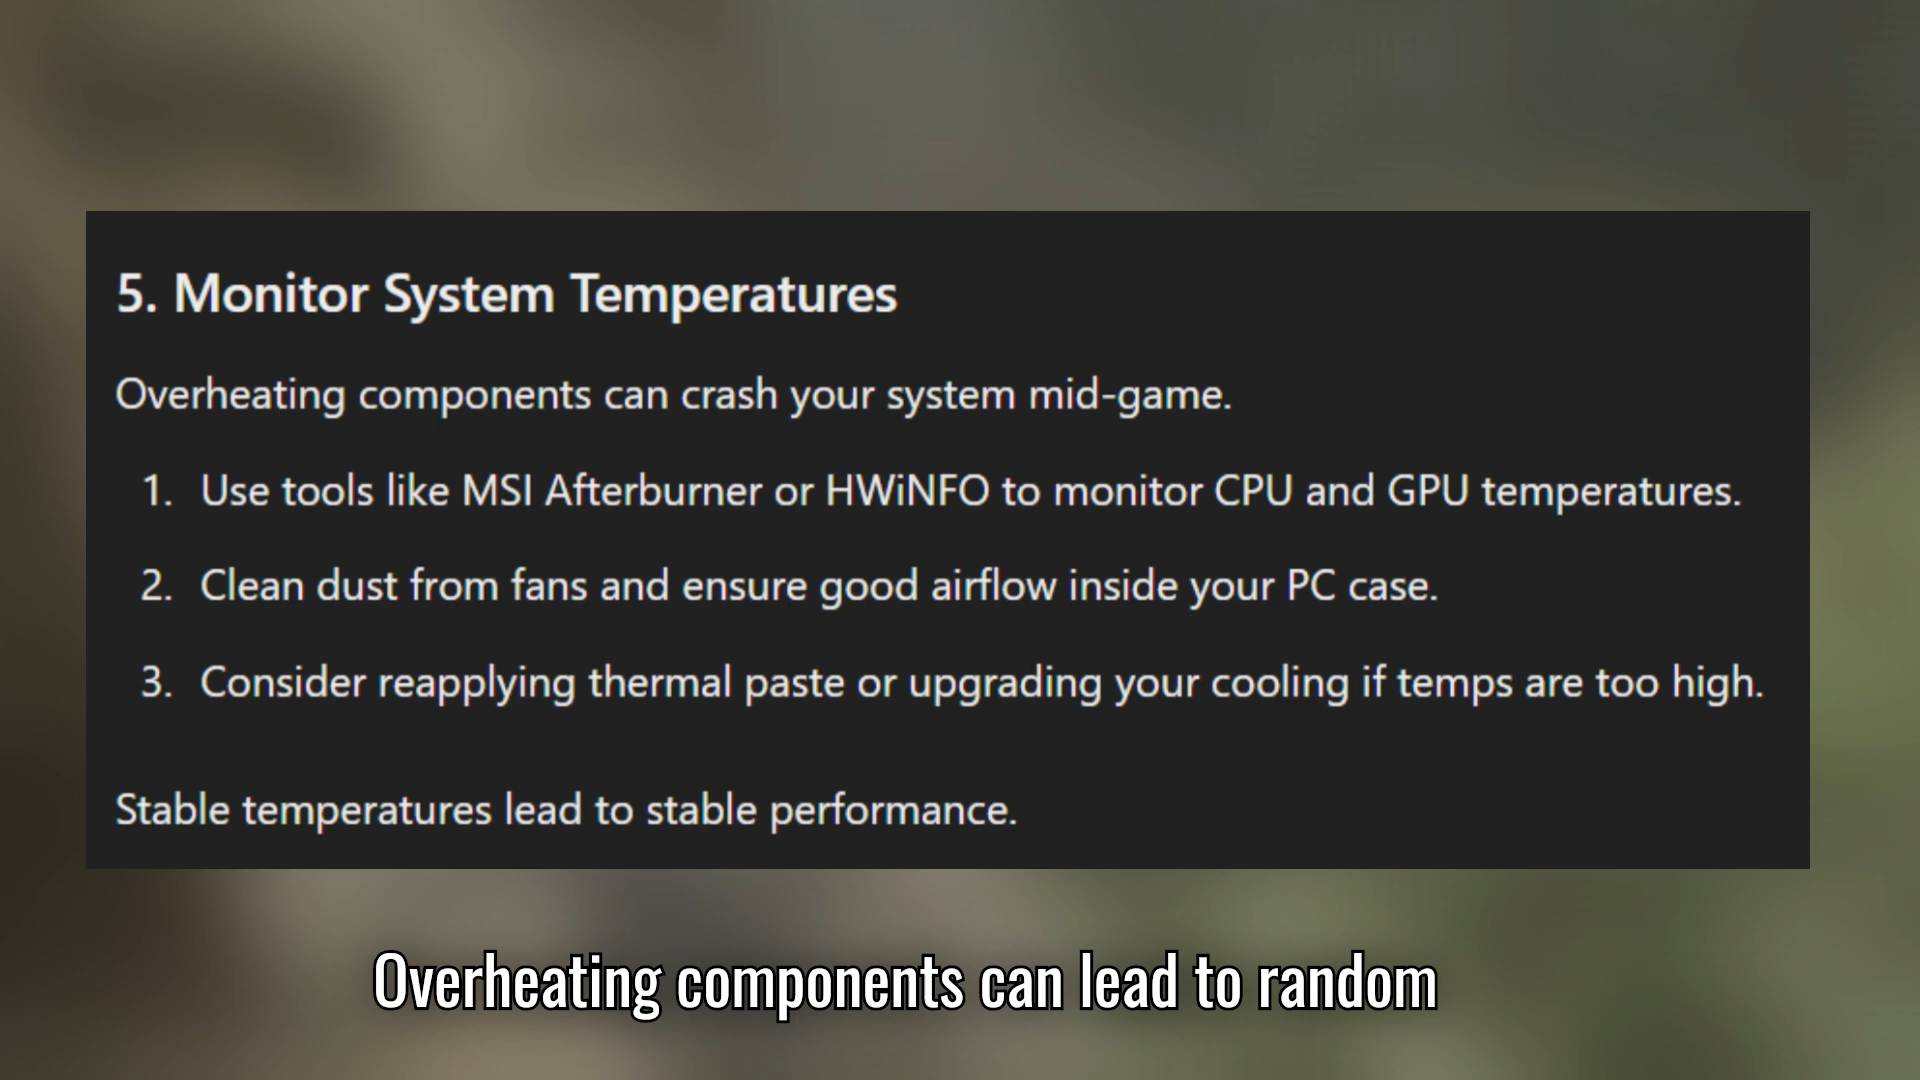 5. Monitor System Temperatures
Overheating components can crash your system mid-game.
1. Use tools like MSI Afterburner or HWiNFO to monitor CPU and GPU temperatures.
2. Clean dust from fans and ensure good airflow inside your PC case.
3. Consider reapplying thermal paste or upgrading your cooling if temps are too high.
Stable temperatures lead to stable performance.
Overheating components can lead to random